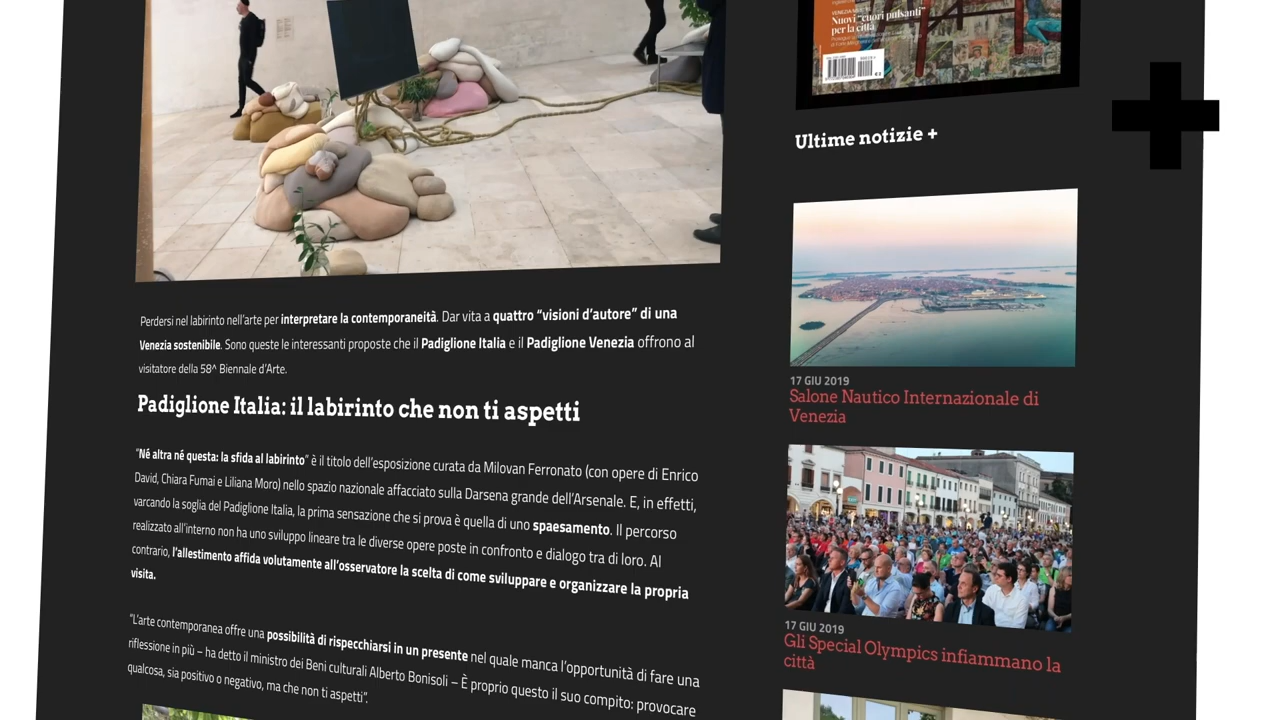 VENEZIA
Nuovi "cuori pulsanti"
per la città
Ultime notizie +
Perdersi nel labirinto nell'arte per interpretare la contemporaneità. Dar vita a quattro “visioni d’autore” di una
Venezia sostenibile. Sono queste le interessanti proposte che il Padiglione Italia e il Padiglione Venezia offrono al
visitatore della 58^ Biennale d’Arte.
Padiglione Italia: il labirinto che non ti aspetti
“Né altra né questa: la sfida al labirinto” è il titolo dell’esposizione curata da Milovan Ferronato (con opere di Enrico
David, Chiara Fumai e Liliana Moro) nello spazio nazionale affacciato sulla Darsena grande dell’Arsenale. E, in effetti,
varcando la soglia del Padiglione Italia, la prima sensazione che si prova è quella di uno spaesamento. Il percorso
realizzato all’interno non ha uno sviluppo lineare tra le diverse opere poste in confronto e dialogo tra di loro. Al
contrario, l’allestimento affida volutamente all’osservatore la scelta di come sviluppare e organizzare la propria
visita.
“L’arte contemporanea offre una possibilità di rispecchiarsi in un presente nel quale manca l’opportunità di fare una
riflessione in più – ha detto il ministro dei Beni culturali Alberto Bonisoli – È proprio questo il suo compito: provocare
qualcosa, sia positivo o negativo, ma che non ti aspetti”.
17 GIU 2019
Salone Nautico Internazionale di
Venezia
17 GIU 2019
Gli Special Olympics infiammano la
città